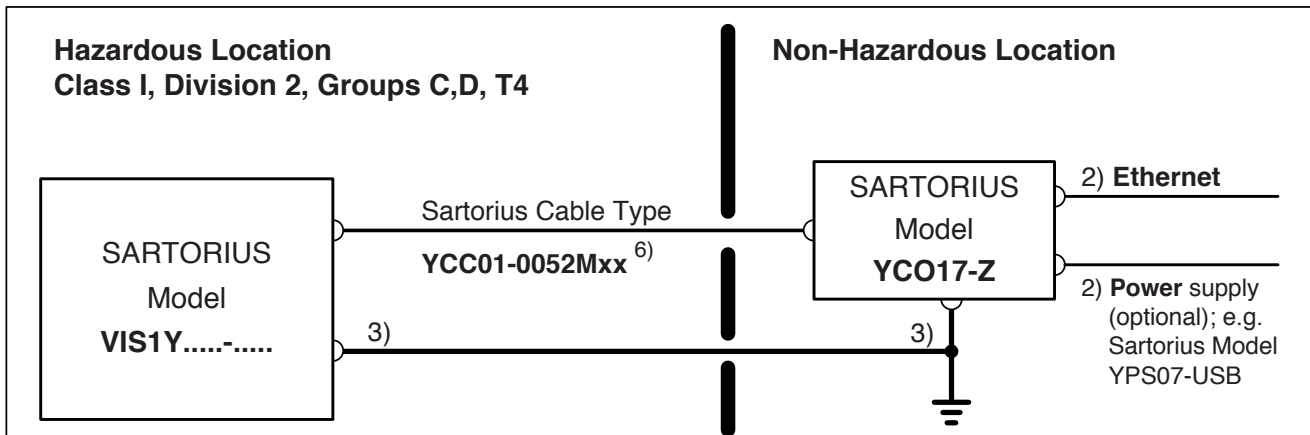 Hazardous Location
Class I, Division 2, Groups C,D, T4
Non-Hazardous Location
SARTORIUS
Model
VIS1Y.....-.....
Sartorius Cable Type
YCC01-0052Mxx 6)
3)
3)
SARTORIUS
Model
YCO17-Z
2) Ethernet
2) Power supply
(optional); e.g.
Sartorius Model
YPS07-USB